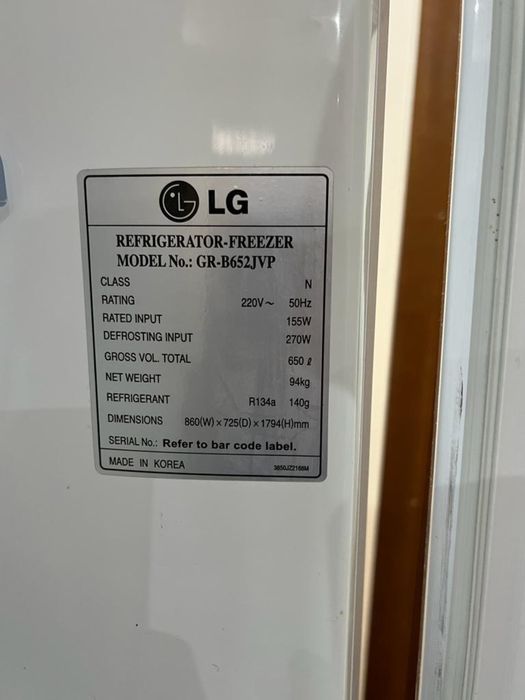 LG
REFRIGERATOR-FREEZER
MODEL No.: GR-B652JVP
CLASS N
RATING 220V~ 50Hz
RATED INPUT 155W
DEFROSTING INPUT 270W
GROSS VOL. TOTAL 650 ℓ
NET WEIGHT 94kg
REFRIGERANT R134a 140g
DIMENSIONS 860(W) x 725(D) x 1794(H)mm
SERIAL No.: Refer to bar code label.
MADE IN KOREA 3850JZ2168M